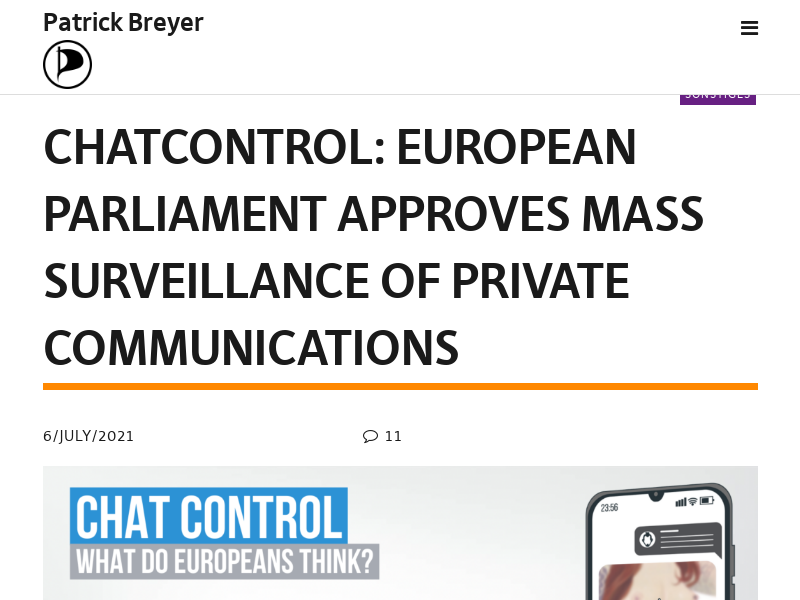 Patrick Breyer
CHATCONTROL: EUROPEAN
PARLIAMENT APPROVES MASS
SURVEILLANCE OF PRIVATE
COMMUNICATIONS
6/JULY/2021
11
CHAT CONTROL
WHAT DO EUROPEANS THINK?
23:56